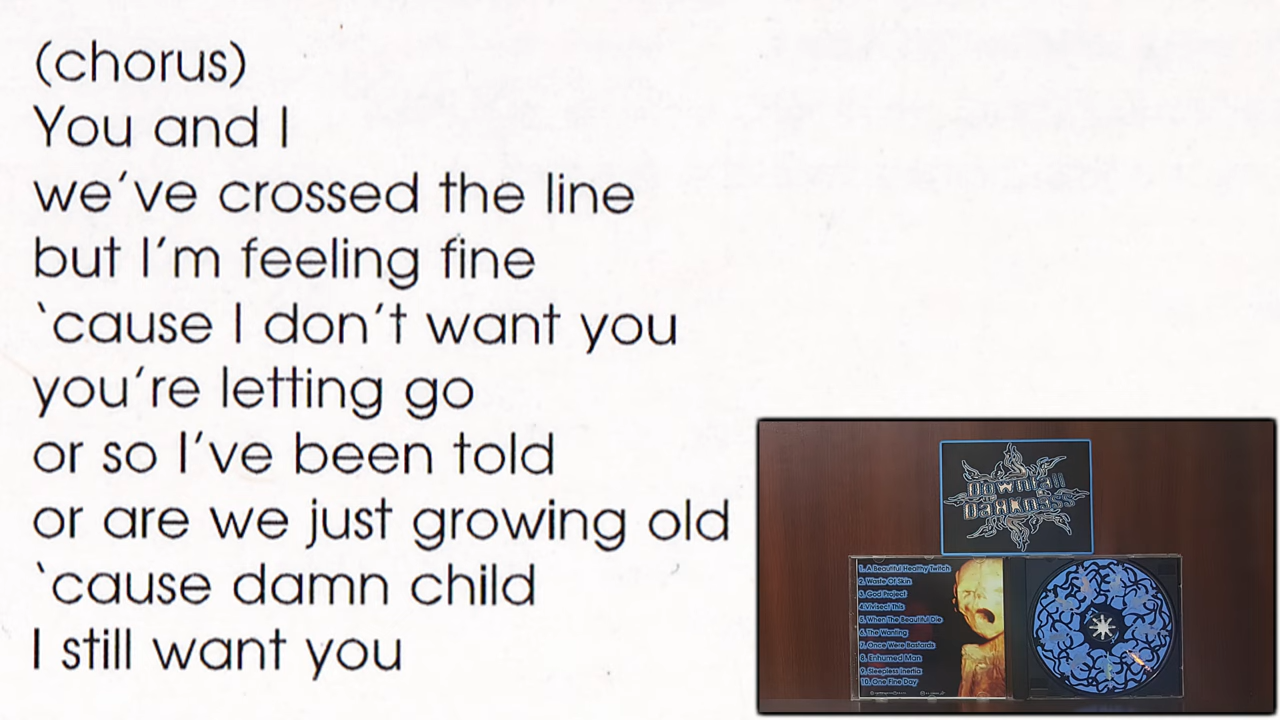 (chorus)
You and I
we've crossed the line
but I'm feeling fine
`cause I don't want you
you're letting go
or so I've been told
or are we just growing old
`cause damn child
I still want you
Downfall
Darkness
1. A Beautiful Healthy Twitch
2. Waste Of Skin
3. God Project
4. Vivisect This
5. When The Beautiful Die
6. The Wanting
7. Once Were Bastards
8. Exhumed Man
9. Sleepless Inertia
10. One Fine Day